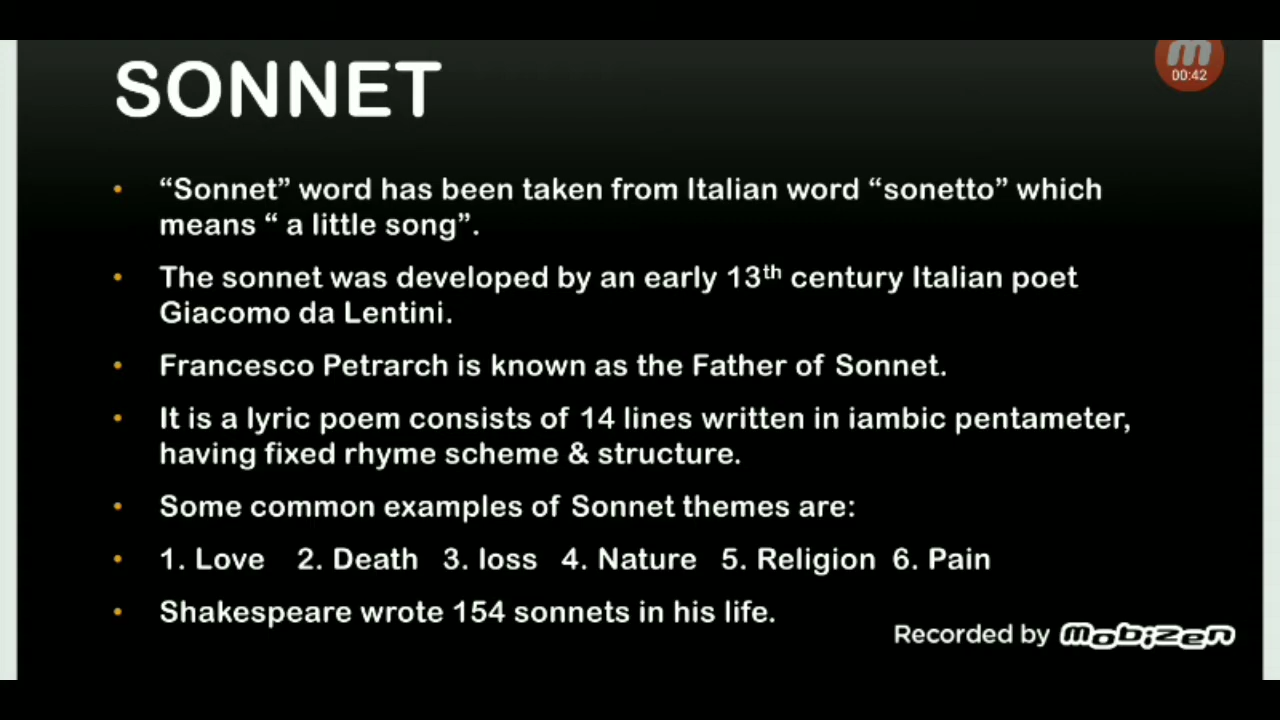 00:42
SONNET
• “Sonnet” word has been taken from Italian word “sonetto” which
means “ a little song”.
• The sonnet was developed by an early 13th century Italian poet
Giacomo da Lentini.
• Francesco Petrarch is known as the Father of Sonnet.
• It is a lyric poem consists of 14 lines written in iambic pentameter,
having fixed rhyme scheme & structure.
• Some common examples of Sonnet themes are:
• 1. Love 2. Death 3. loss 4. Nature 5. Religion 6. Pain
• Shakespeare wrote 154 sonnets in his life.
Recorded by mobizen